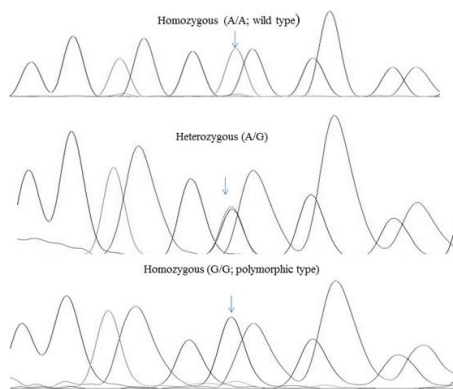 Homozygous (A/A; wild type)
Heterozygous (A/G)
Homozygous (G/G; polymorphic type)